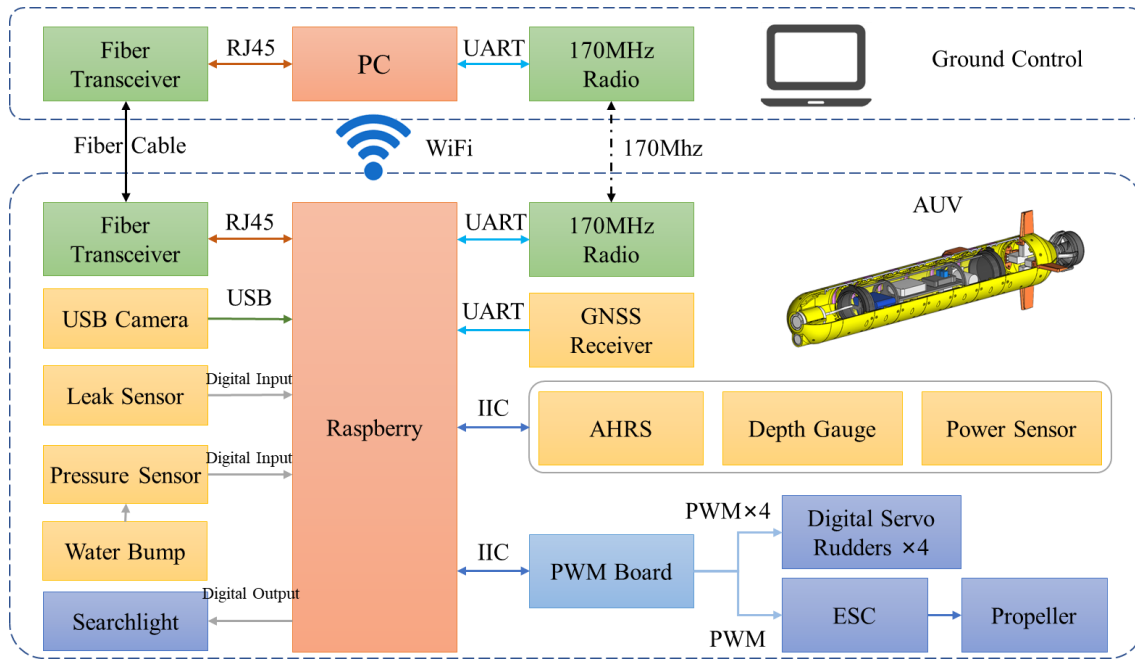 Fiber
Transceiver
RJ45
PC
UART
170MHz
Radio
Ground Control
Fiber Cable
WiFi
170Mhz
AUV
Fiber
Transceiver
RJ45
UART
170MHz
Radio
USB Camera
USB
UART
GNSS
Receiver
Leak Sensor
Digital Input
Raspberry
IIC
AHRS
Depth Gauge
Power Sensor
Pressure Sensor
Digital Input
Water Bump
IIC
PWM Board
PWM×4
Digital Servo
Rudders ×4
Searchlight
Digital Output
PWM
ESC
Propeller